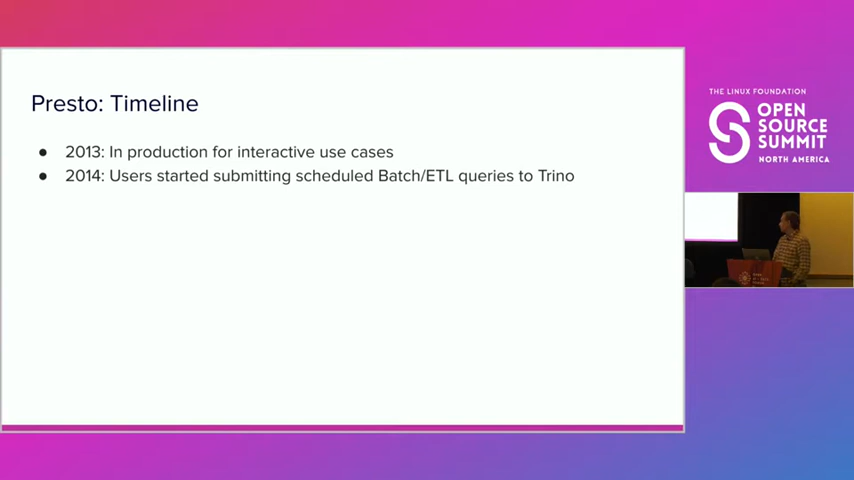 Presto: Timeline
● 2013: In production for interactive use cases
● 2014: Users started submitting scheduled Batch/ETL queries to Trino
THE LINUX FOUNDATION
OPEN
SOURCE
SUMMIT
NORTH AMERICA